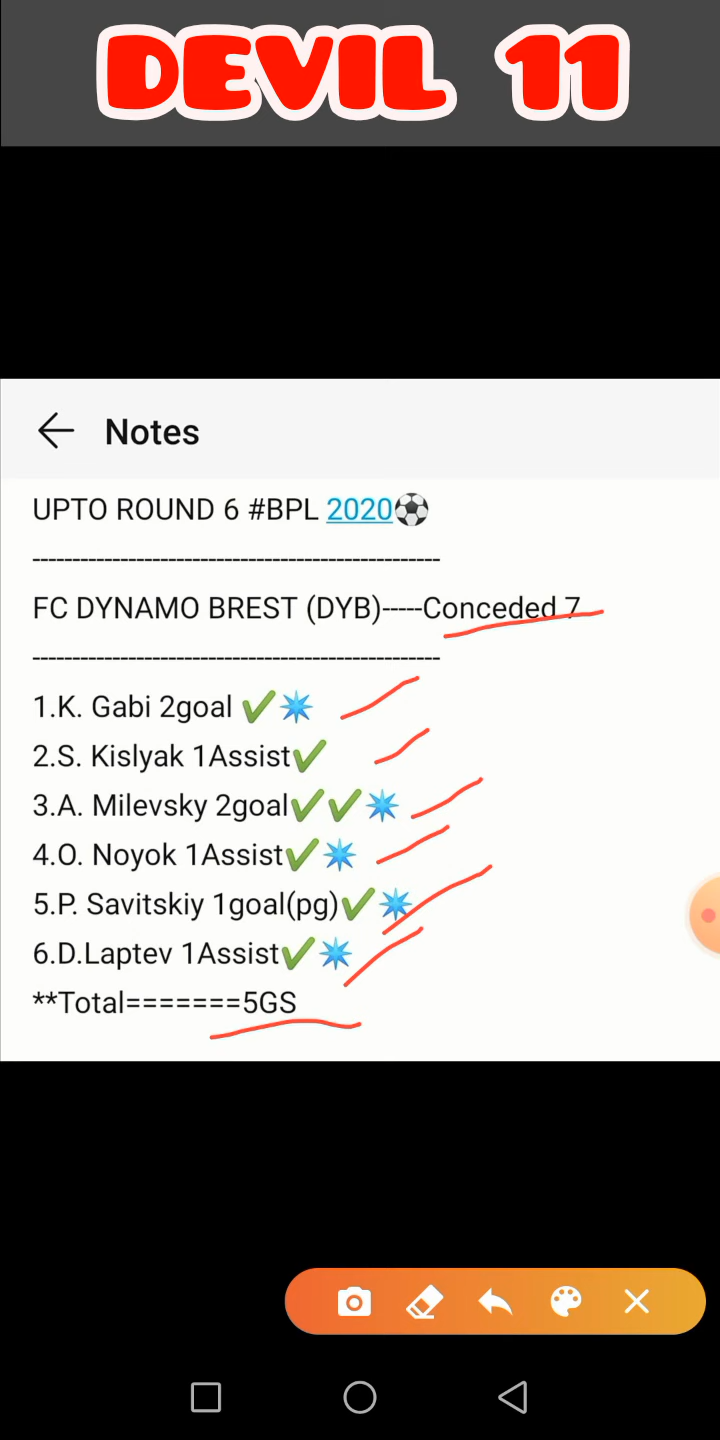 DEVIL 11
Notes
UPTO ROUND 6 #BPL 2020⚽
---------------------------------------------------
FC DYNAMO BREST (DYB)-----Conceded 7
---------------------------------------------------
1.K. Gabi 2goal ✔✴
2.S. Kislyak 1Assist✔
3.A. Milevsky 2goal✔✔✴
4.O. Noyok 1Assist✔✴
5.P. Savitskiy 1goal(pg)✔✴
6.D.Laptev 1Assist✔✴
**Total=======5GS